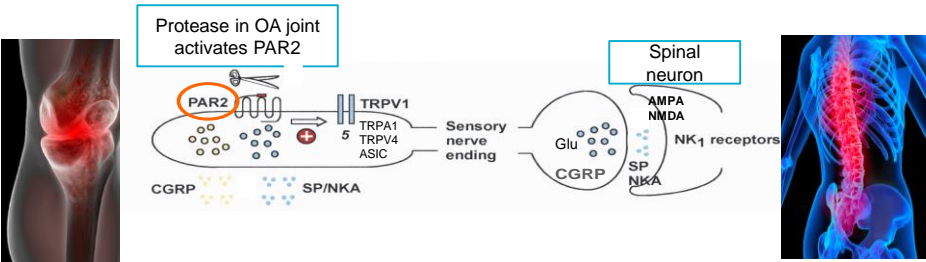 Protease in OA joint
activates PAR2
PAR2
TRPV1
5
TRPA1
TRPV4
ASIC
CGRP
SP/NKA
Sensory
nerve
ending
Spinal
neuron
Glu
CGRP
SP
NKA
AMPA
NMDA
NK1 receptors